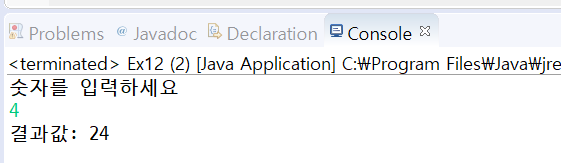 Problems @ Javadoc Declaration Console
<terminated> Ex12 (2) [Java Application] C:₩Program Files₩Java₩jre
숫자를 입력하세요
4
결과값: 24